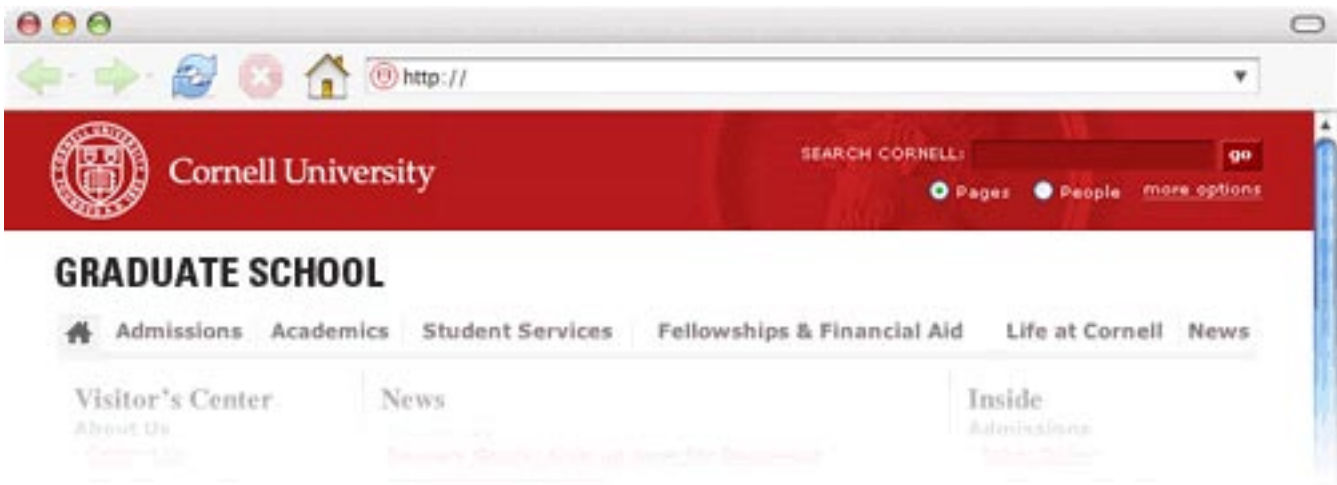 http://
Cornell University
SEARCH CORNELL:
go
Pages People more options
GRADUATE SCHOOL
Admissions Academics Student Services Fellowships & Financial Aid Life at Cornell News
Visitor's Center News Inside
About Us Admissions